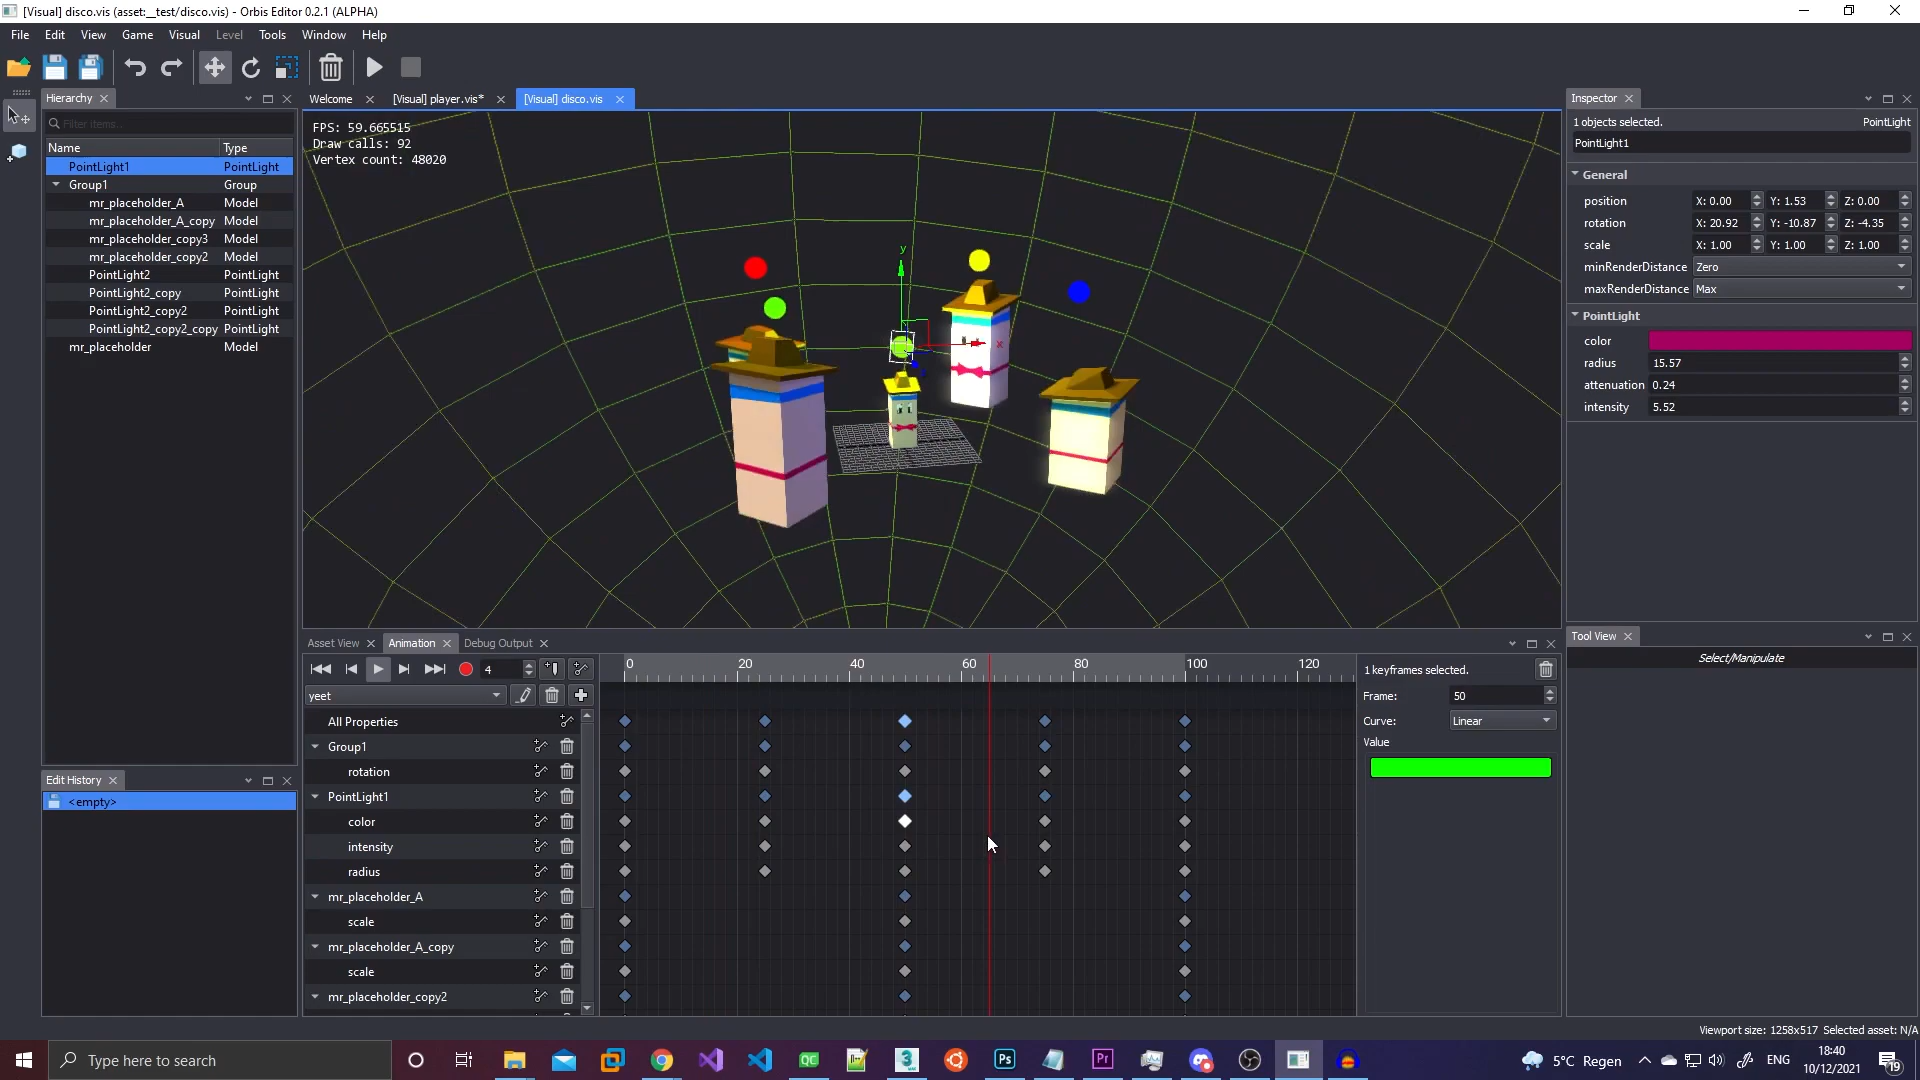 [Visual] disco.vis (asset:__test/disco.vis) - Orbis Editor 0.2.1 (ALPHA)
File Edit View Game Visual Level Tools Window Help
Hierarchy
Filter items...
Name Type
PointLight1 PointLight
Group1 Group
mr_placeholder_A Model
mr_placeholder_A_copy Model
mr_placeholder_copy3 Model
mr_placeholder_copy2 Model
PointLight2 PointLight
PointLight2_copy PointLight
PointLight2_copy2 PointLight
PointLight2_copy2_copy PointLight
mr_placeholder Model
Edit History
<empty>
Welcome [Visual] player.vis* [Visual] disco.vis
FPS: 59.665515
Draw calls: 92
Vertex count: 48020
y
x
Asset View Animation Debug Output
4
0 20 40 60 80 100 120
yeet
All Properties
Group1
rotation
PointLight1
color
intensity
radius
mr_placeholder_A
scale
mr_placeholder_A_copy
scale
mr_placeholder_copy2
1 keyframes selected.
Frame: 50
Curve: Linear
Value
Inspector
1 objects selected. PointLight
PointLight1
General
position X: 0.00 Y: 1.53 Z: 0.00
rotation X: 20.92 Y: -10.87 Z: -4.35
scale X: 1.00 Y: 1.00 Z: 1.00
minRenderDistance Zero
maxRenderDistance Max
PointLight
color
radius 15.57
attenuation 0.24
intensity 5.52
Tool View
Select/Manipulate
Viewport size: 1258x517 Selected asset: N/A
Type here to search
QC
3
Ps
Pr
5°C Regen
ENG
18:40
10/12/2021
19